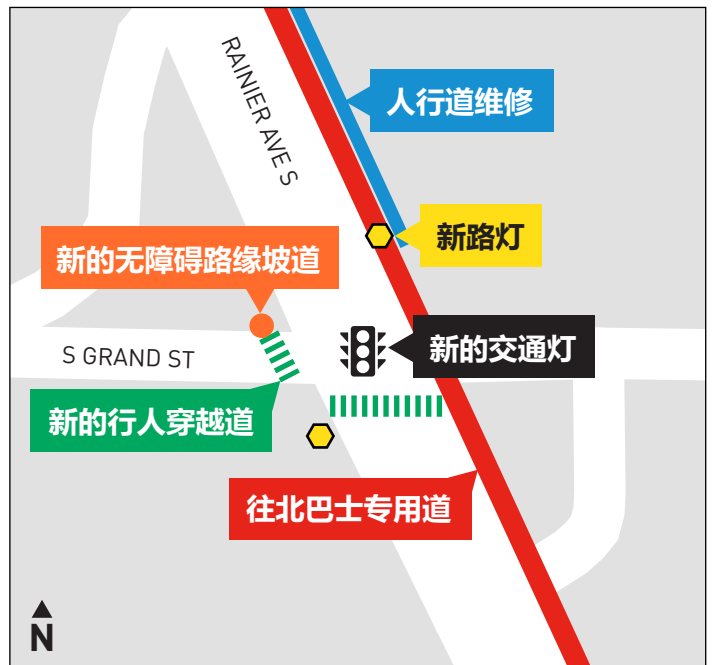 RAINIER AVE S
人行道维修
新路灯
新的无障碍路缘坡道
新的交通灯
S GRAND ST
新的行人穿越道
往北巴士专用道
N